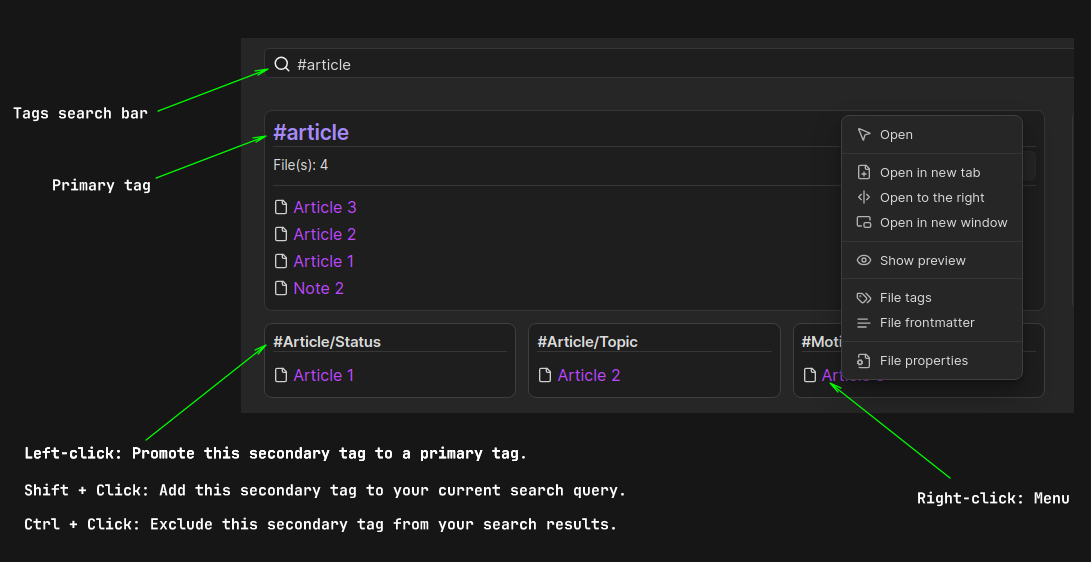 #article
Tags search bar
#article
File(s): 4
Primary tag
Article 3
Article 2
Article 1
Note 2
Open
Open in new tab
Open to the right
Open in new window
Show preview
File tags
File frontmatter
File properties
#Article/Status
Article 1
#Article/Topic
Article 2
Left-click: Promote this secondary tag to a primary tag.
Shift + Click: Add this secondary tag to your current search query.
Ctrl + Click: Exclude this secondary tag from your search results.
Right-click: Menu